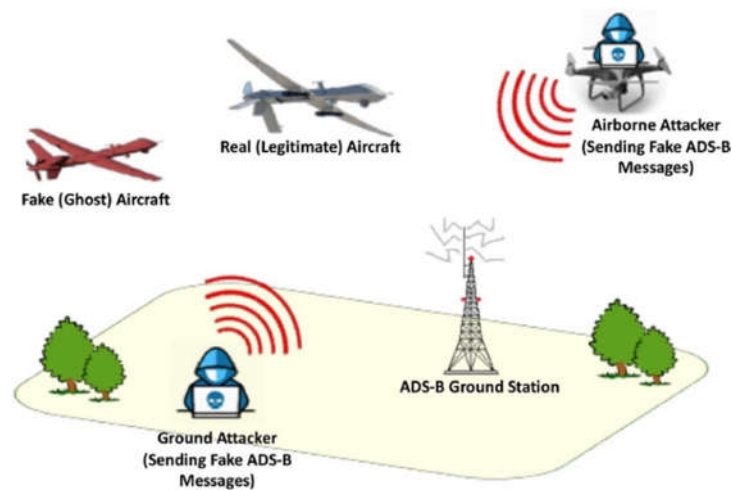 Real (Legitimate) Aircraft
Airborne Attacker
(Sending Fake ADS-B
Messages)
Fake (Ghost) Aircraft
ADS-B Ground Station
Ground Attacker
(Sending Fake ADS-B
Messages)